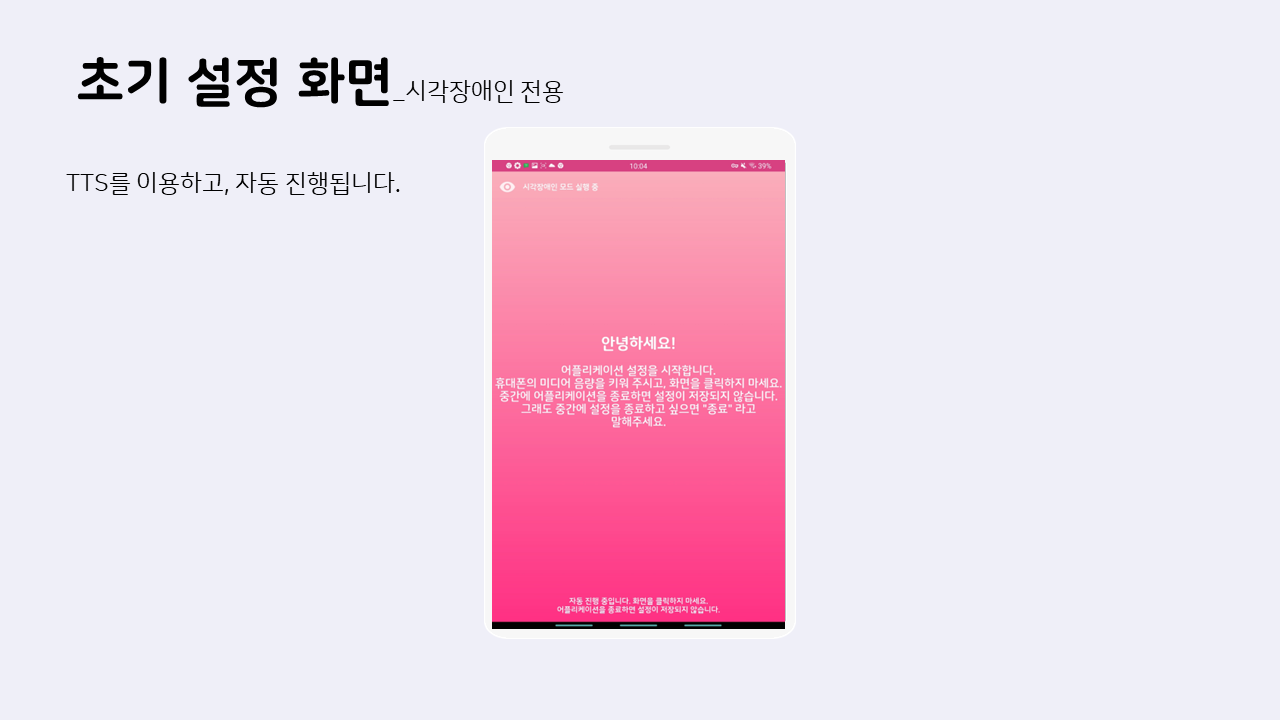 초기 설정 화면_시각장애인 전용
TTS를 이용하고, 자동 진행됩니다.
10:04
39%
시각장애인 모드 실행 중
안녕하세요!
어플리케이션 설정을 시작합니다.
휴대폰의 미디어 음량을 키워 주시고, 화면을 클릭하지 마세요.
중간에 어플리케이션을 종료하면 설정이 저장되지 않습니다.
그래도 중간에 설정을 종료하고 싶으면 "종료" 라고
말해주세요.
자동 진행 중입니다. 화면을 클릭하지 마세요.
어플리케이션을 종료하면 설정이 저장되지 않습니다.